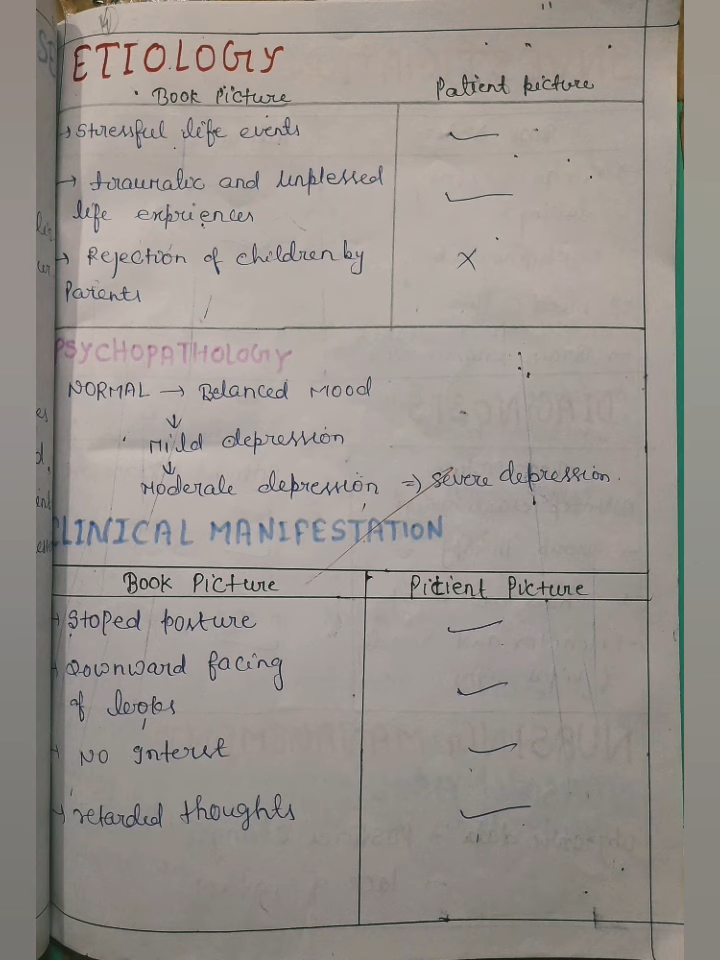 ETIOLOGY
Book Picture Patient picture
→ Stressful life events ✓
→ traumatic and unplessed ✓
life expriences
→ Rejection of children by ×
Parents
PSYCHOPATHOLOGY
NORMAL → Belanced Mood
↓
Mild depression
↓
Moderate depression ⇒ severe depression.
CLINICAL MANIFESTATION
Book Picture Pitient Picture
→ Stoped posture ✓
→ Downward facing ✓
of looks
→ NO Interest ✓
→ retarded thoughts ✓